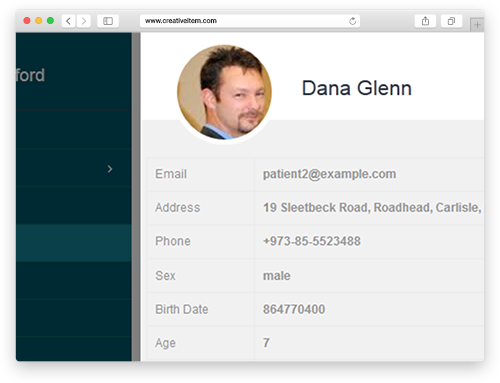 www.creativeitem.com
ford
Dana Glenn
Email patient2@example.com
Address 19 Sleetbeck Road, Roadhead, Carlisle,
Phone +973-85-5523488
Sex male
Birth Date 864770400
Age 7